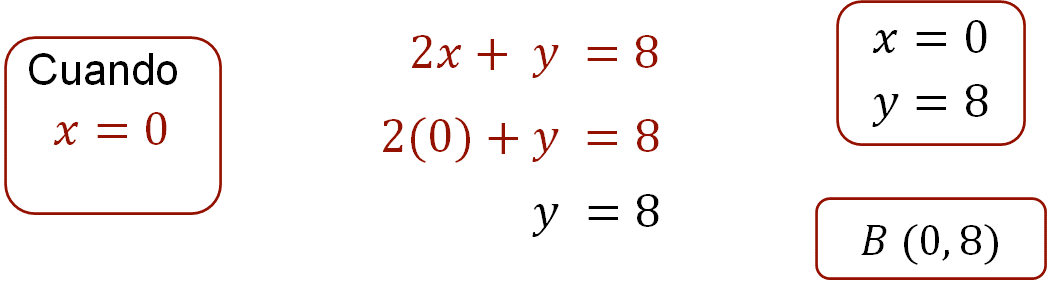 Cuando
x = 0
2x + y = 8
2(0) + y = 8
y = 8
x = 0
y = 8
B (0, 8)